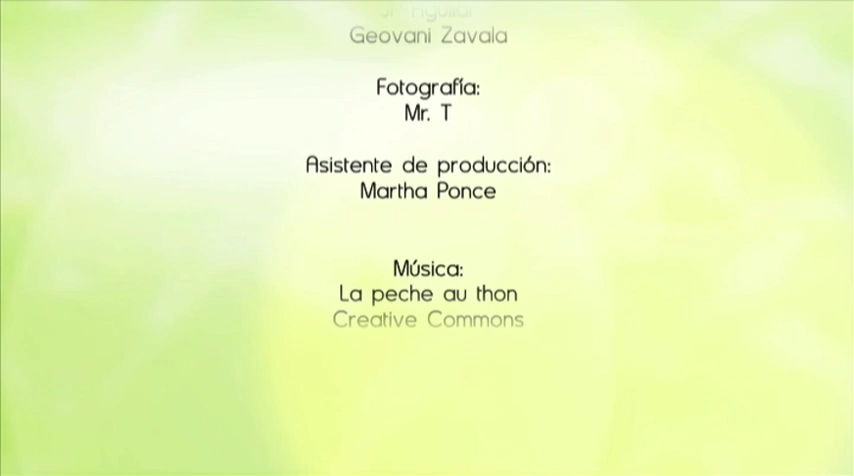 Geovani Zavala
Fotografía:
Mr. T
Asistente de producción:
Martha Ponce
Música:
La peche au thon
Creative Commons